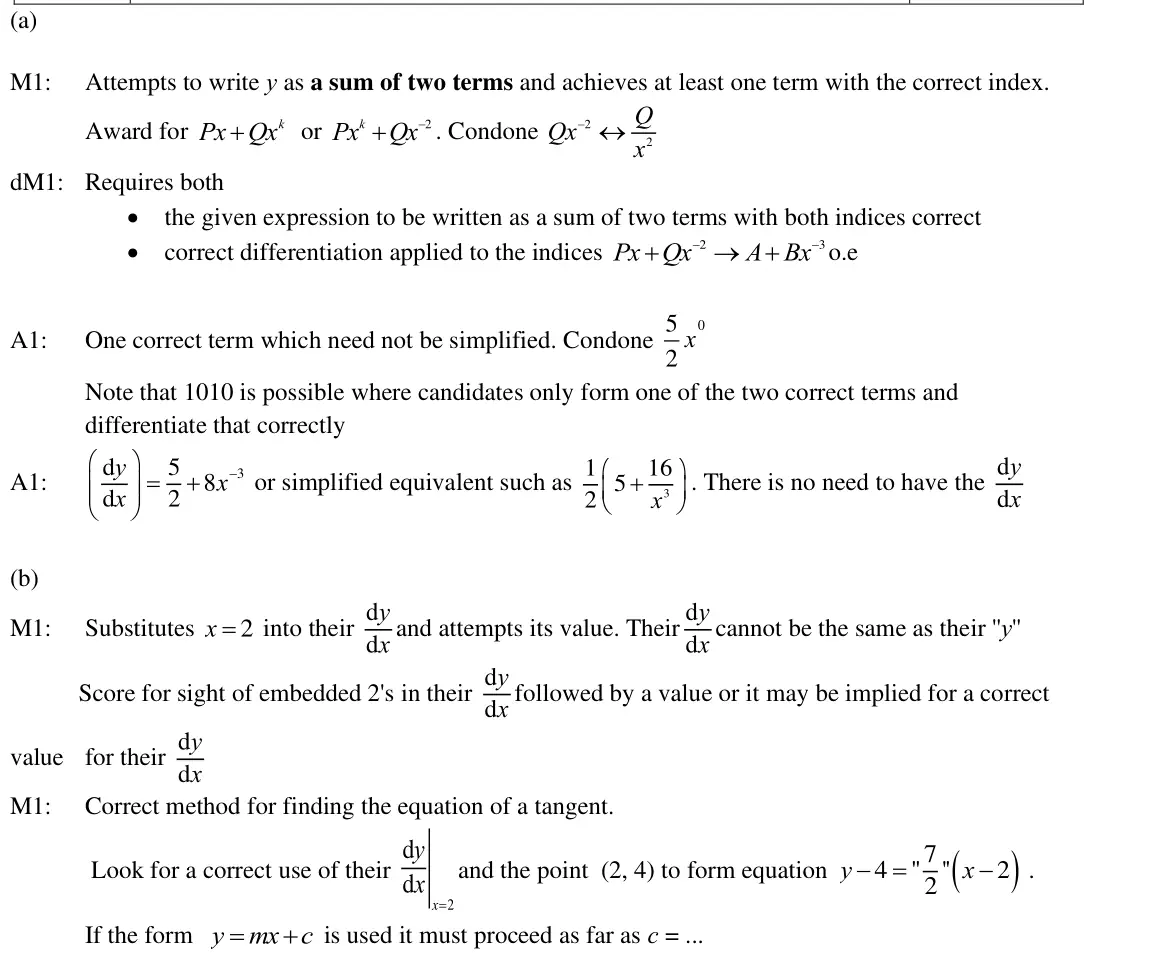 (a)
M1: Attempts to write y as a sum of two terms and achieves at least one term with the correct index.
Award for Px + Qx^k or Px^k + Qx^−2. Condone Qx^−2 ↔ Q/x^2
dM1: Requires both
• the given expression to be written as a sum of two terms with both indices correct
• correct differentiation applied to the indices Px + Qx^−2 → A + Bx^−3 o.e
A1: One correct term which need not be simplified. Condone 5/2 x^0
Note that 1010 is possible where candidates only form one of the two correct terms and
differentiate that correctly
A1: (dy/dx) = 5/2 + 8x^−3 or simplified equivalent such as 1/2(5 + 16/x^3). There is no need to have the dy/dx
(b)
M1: Substitutes x = 2 into their dy/dx and attempts its value. Their dy/dx cannot be the same as their "y"
Score for sight of embedded 2's in their dy/dx followed by a value or it may be implied for a correct
value for their dy/dx
M1: Correct method for finding the equation of a tangent.
Look for a correct use of their dy/dx|x=2 and the point (2, 4) to form equation y − 4 = "7/2"(x − 2).
If the form y = mx + c is used it must proceed as far as c = ...